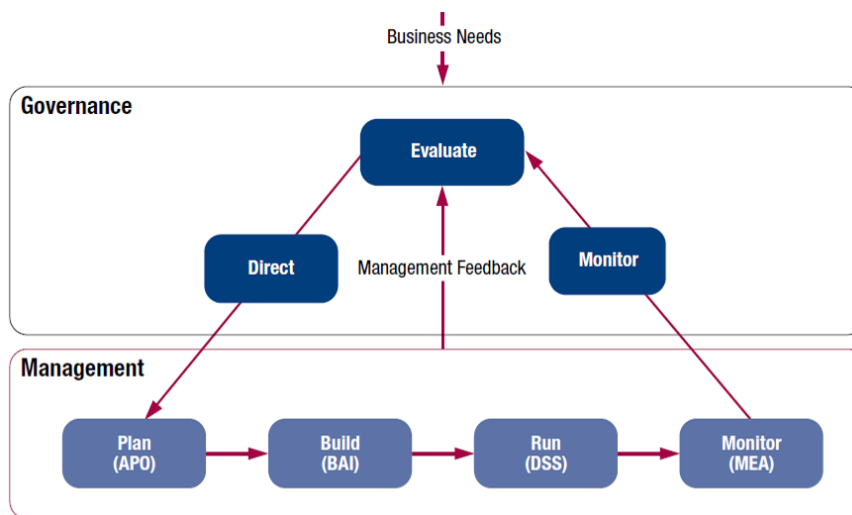 Business Needs
Governance
Evaluate
Direct
Management Feedback
Monitor
Management
Plan
(APO)
Build
(BAI)
Run
(DSS)
Monitor
(MEA)